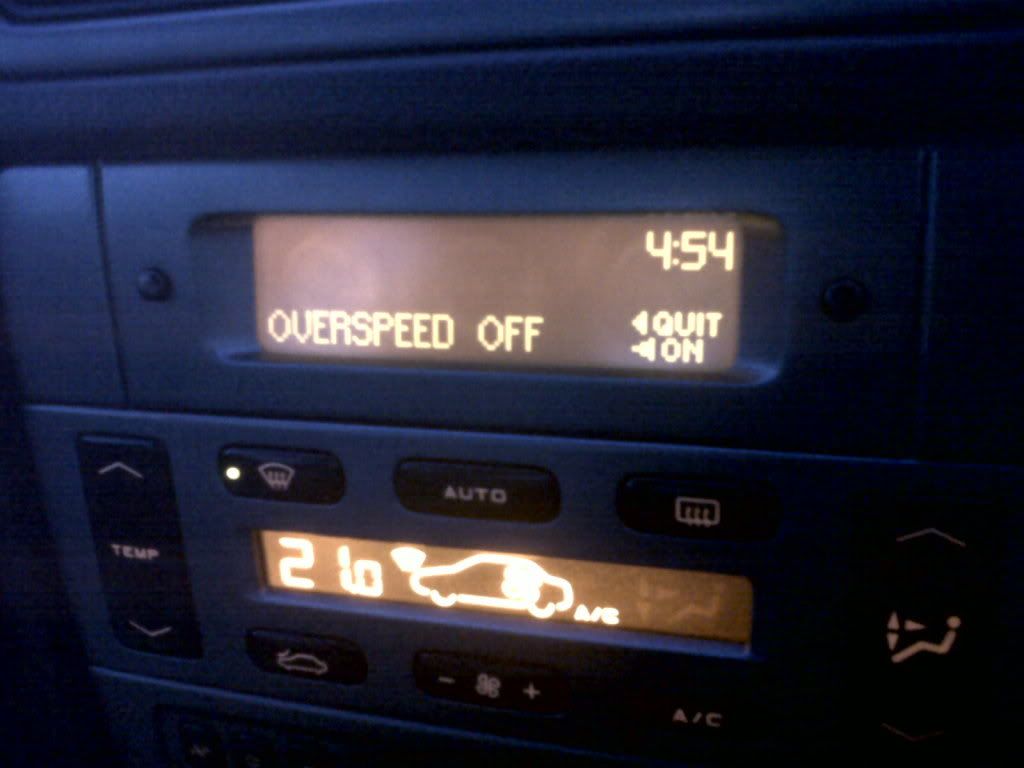 4:54
OVERSPEED OFF
QUIT
ON
AUTO
TEMP
21.0
A/C
- +
A/C